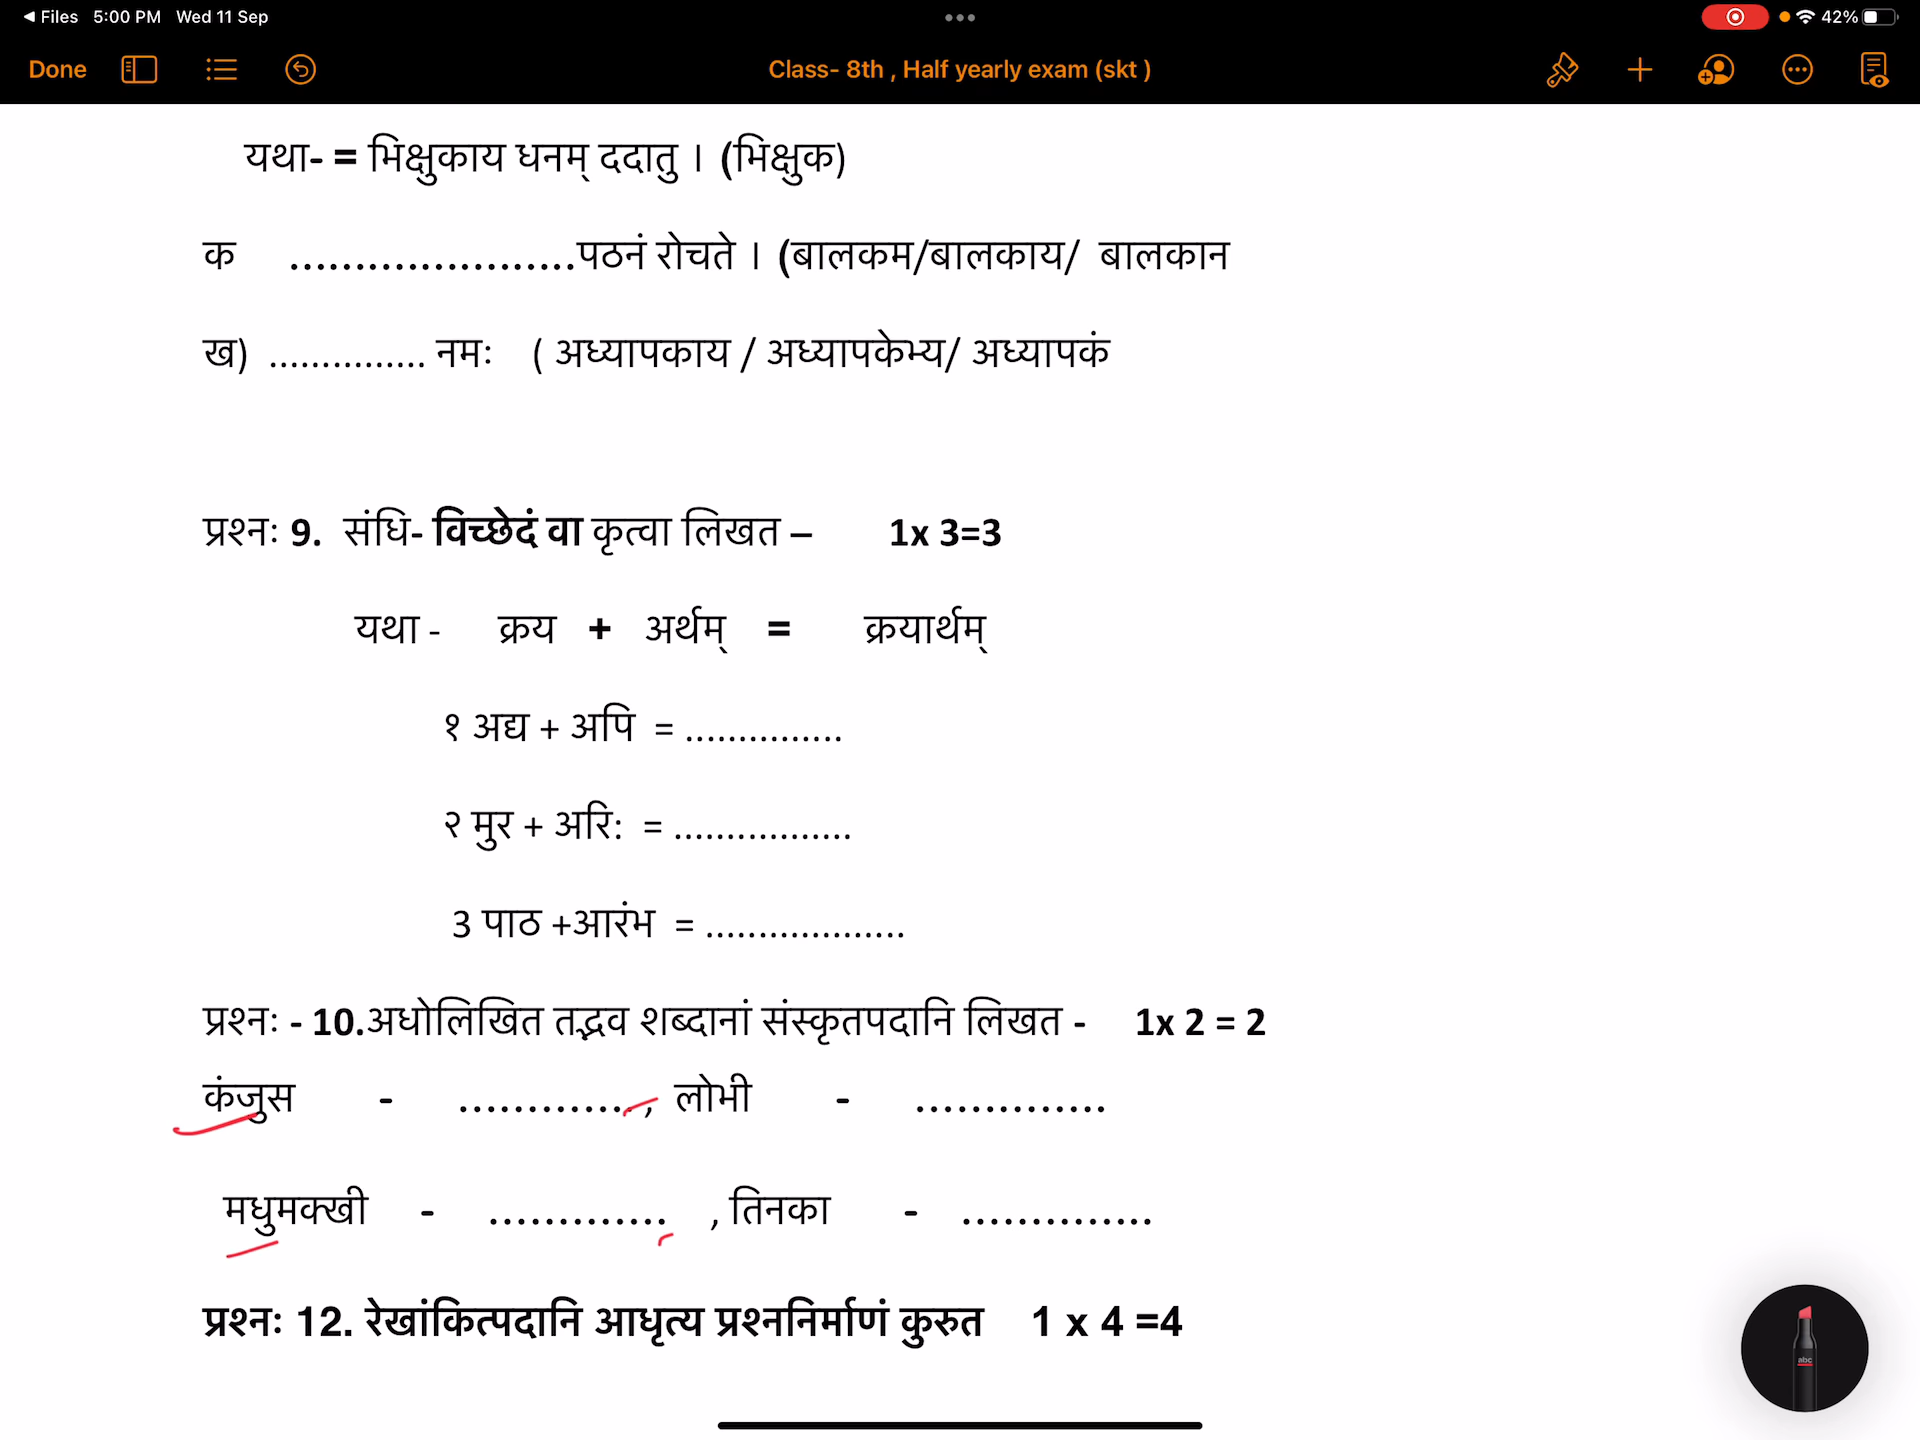 Files 5:00 PM Wed 11 Sep 42%
Done Class- 8th , Half yearly exam (skt )
यथा- = भिक्षुकाय धनम् ददातु । (भिक्षुक)
क ......................पठनं रोचते । (बालकम/बालकाय/ बालकान
ख) ............... नमः ( अध्यापकाय / अध्यापकेभ्य/ अध्यापकं
प्रश्नः 9. संधि- विच्छेदं वा कृत्वा लिखत – 1x 3=3
यथा - क्रय + अर्थम् = क्रयार्थम्
१ अद्य + अपि = ...............
२ मुर + अरि: = .................
3 पाठ +आरंभ = ...................
प्रश्नः - 10.अधोलिखित तद्भव शब्दानां संस्कृतपदानि लिखत - 1x 2 = 2
कंजुस - ............., लोभी - ..............
मधुमक्खी - ............. , तिनका - ..............
प्रश्नः 12. रेखांकित्पदानि आधृत्य प्रश्ननिर्माणं कुरुत 1 x 4 =4
abc